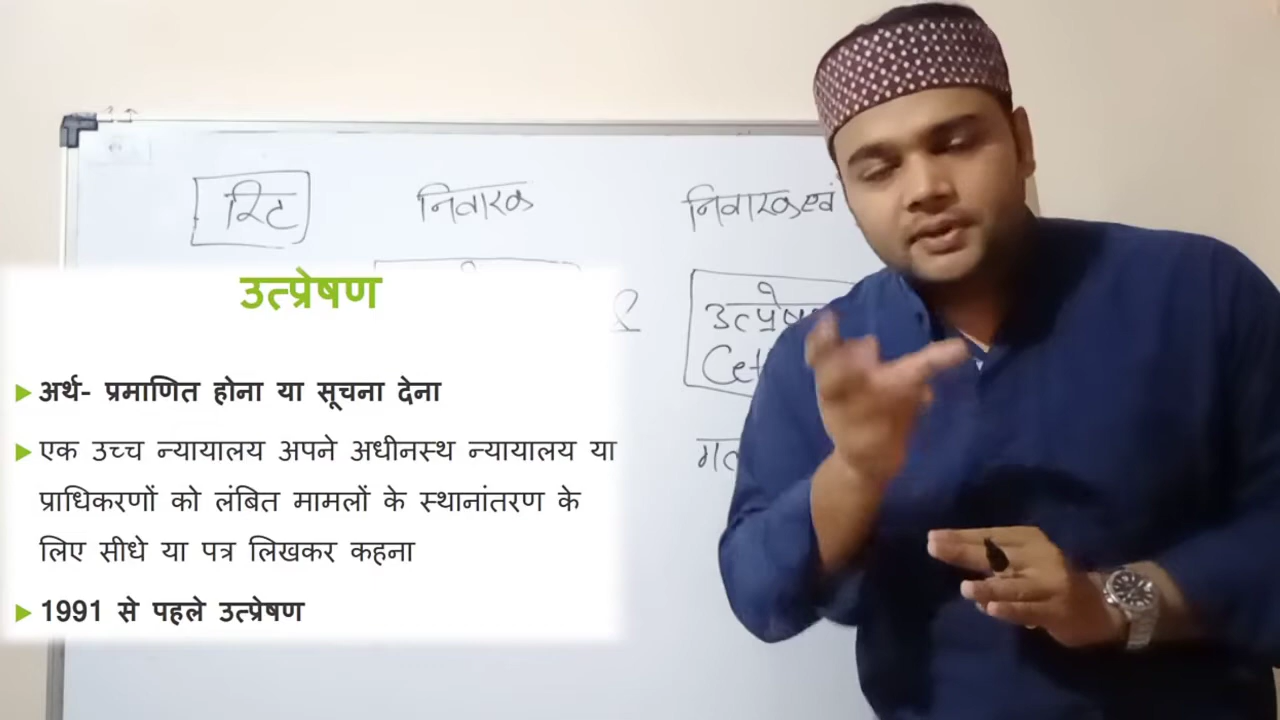 रिट
निवारक
निवारक एवं
उत्प्रेषण
अर्थ- प्रमाणित होना या सूचना देना
एक उच्च न्यायालय अपने अधीनस्थ न्यायालय या
प्राधिकरणों को लंबित मामलों के स्थानांतरण के
लिए सीधे या पत्र लिखकर कहना
1991 से पहले उत्प्रेषण
&